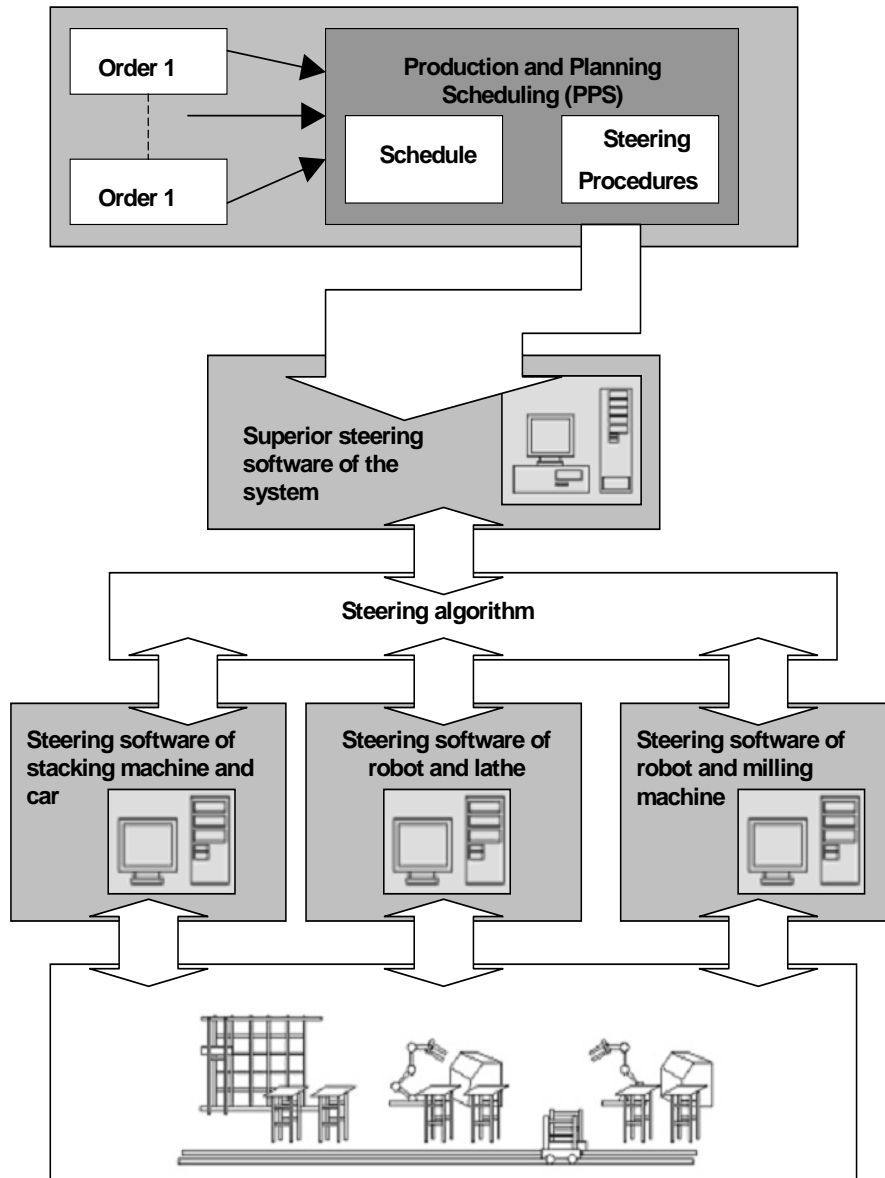 Order 1
Production and Planning
Scheduling (PPS)
Schedule
Steering
Procedures
Order 1
Superior steering
software of the
system
Steering algorithm
Steering software of
stacking machine and
car
Steering software of
robot and lathe
Steering software of
robot and milling
machine